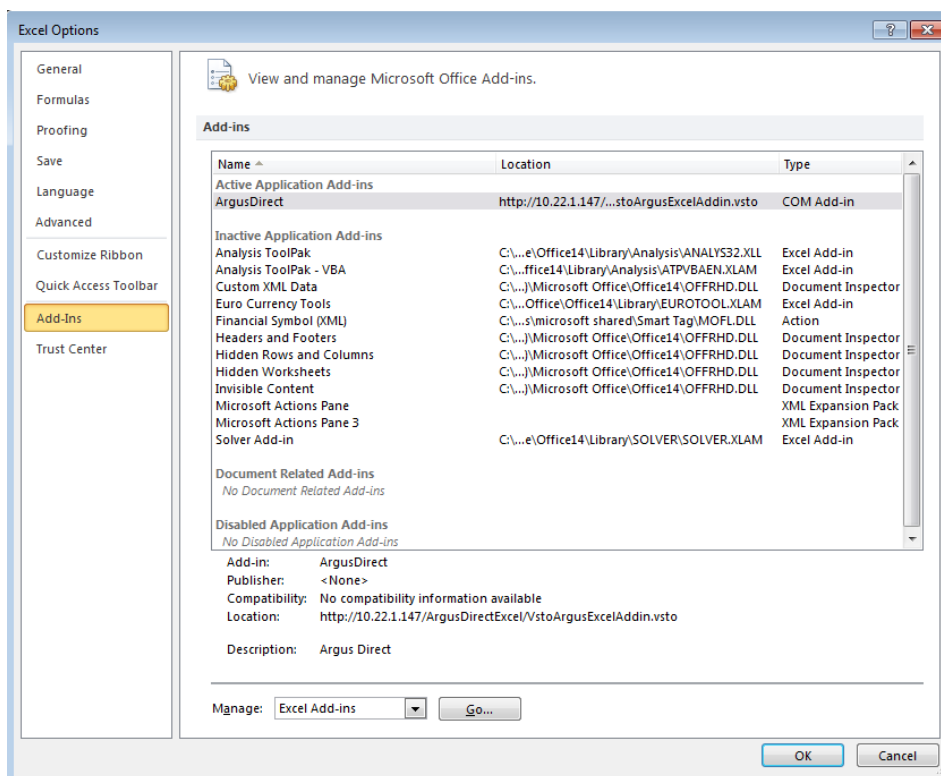 Excel Options
General
Formulas
Proofing
Save
Language
Advanced
Customize Ribbon
Quick Access Toolbar
Add-Ins
Trust Center
View and manage Microsoft Office Add-ins.
Add-ins
Name Location Type
Active Application Add-ins
ArgusDirect http://10.22.1.147/...stoArgusExcelAddin.vsto COM Add-in
Inactive Application Add-ins
Analysis ToolPak C:\...e\Office14\Library\Analysis\ANALYS32.XLL Excel Add-in
Analysis ToolPak - VBA C:\...ffice14\Library\Analysis\ATPVBAEN.XLAM Excel Add-in
Custom XML Data C:\...)\Microsoft Office\Office14\OFFRHD.DLL Document Inspector
Euro Currency Tools C:\...Office\Office14\Library\EUROTOOL.XLAM Excel Add-in
Financial Symbol (XML) C:\...s\microsoft shared\Smart Tag\MOFL.DLL Action
Headers and Footers C:\...)\Microsoft Office\Office14\OFFRHD.DLL Document Inspector
Hidden Rows and Columns C:\...)\Microsoft Office\Office14\OFFRHD.DLL Document Inspector
Hidden Worksheets C:\...)\Microsoft Office\Office14\OFFRHD.DLL Document Inspector
Invisible Content C:\...)\Microsoft Office\Office14\OFFRHD.DLL Document Inspector
Microsoft Actions Pane XML Expansion Pack
Microsoft Actions Pane 3 XML Expansion Pack
Solver Add-in C:\...e\Office14\Library\SOLVER\SOLVER.XLAM Excel Add-in
Document Related Add-ins
No Document Related Add-ins
Disabled Application Add-ins
No Disabled Application Add-ins
Add-in: ArgusDirect
Publisher: <None>
Compatibility: No compatibility information available
Location: http://10.22.1.147/ArgusDirectExcel/VstoArgusExcelAddin.vsto
Description: Argus Direct
Manage: Excel Add-ins Go...
OK Cancel